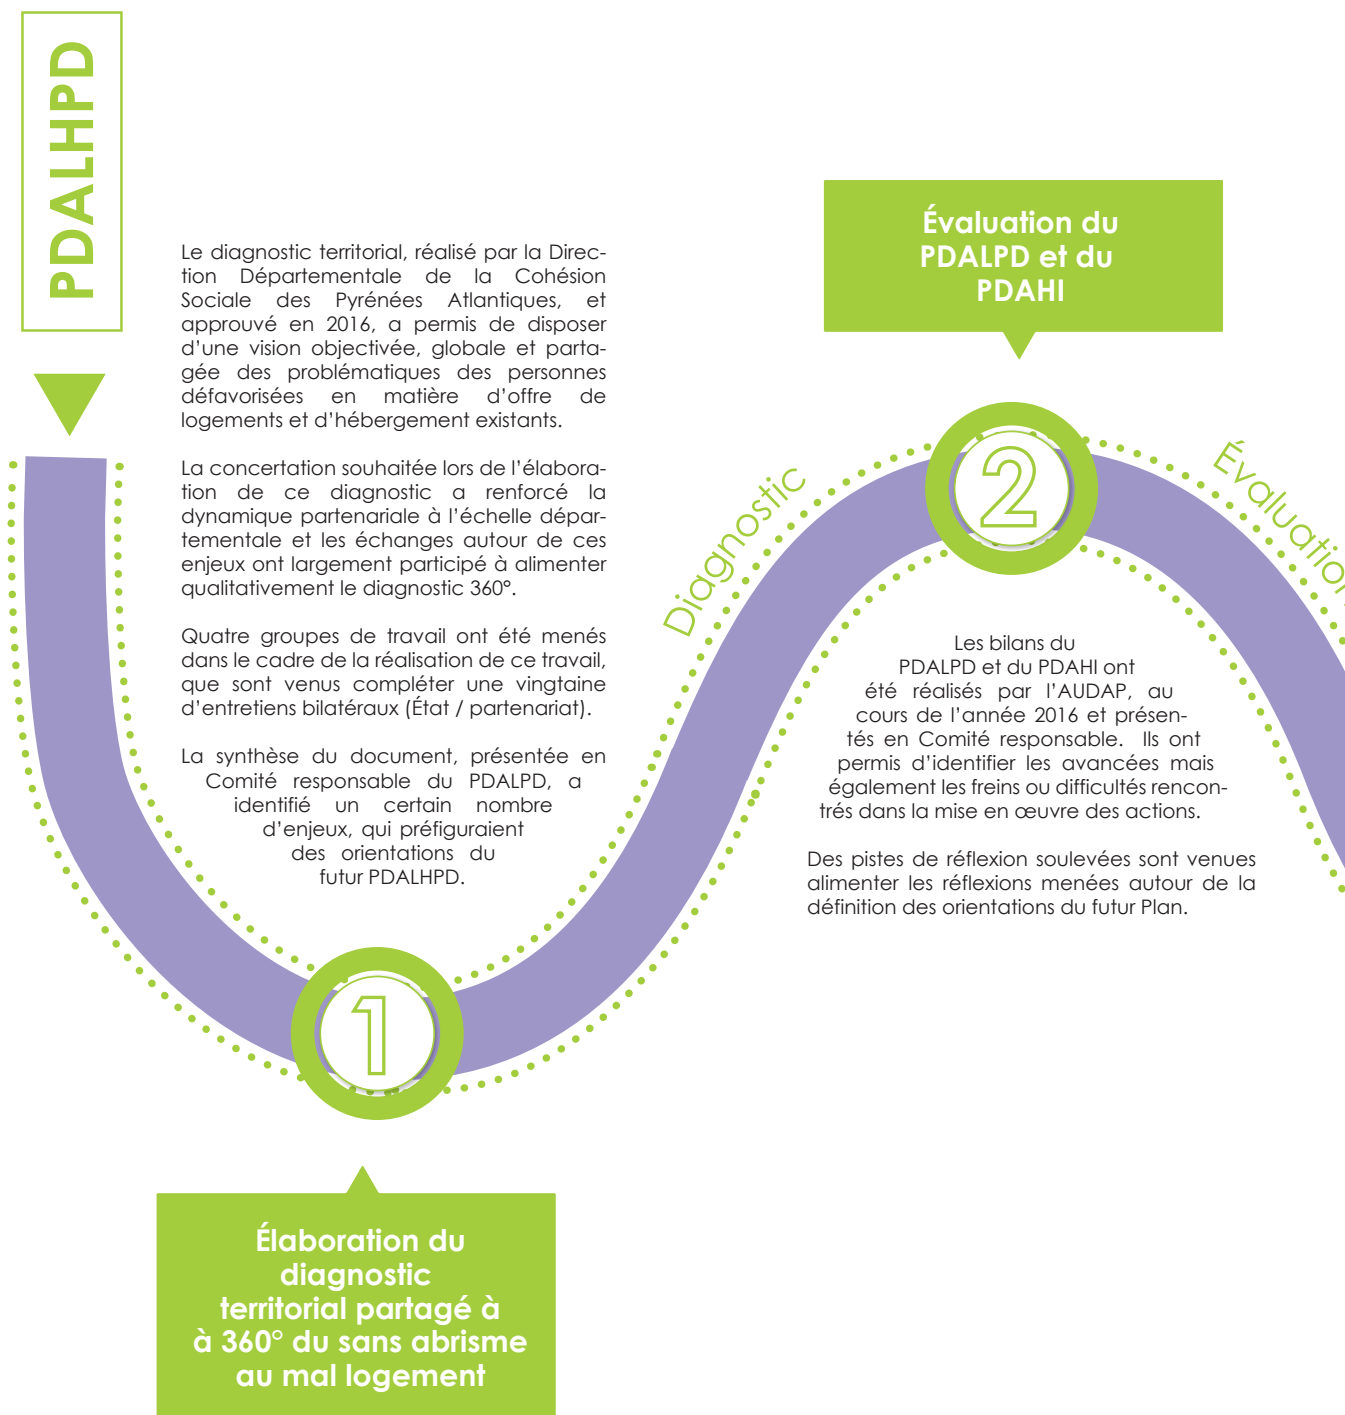 PDALHPD
Le diagnostic territorial, réalisé par la Direc-
tion Départementale de la Cohésion
Sociale des Pyrénées Atlantiques, et
approuvé en 2016, a permis de disposer
d'une vision objectivée, globale et parta-
gée des problématiques des personnes
défavorisées en matière d'offre de
logements et d'hébergement existants.
La concertation souhaitée lors de l'élabora-
tion de ce diagnostic a renforcé la
dynamique partenariale à l'échelle dépar-
tementale et les échanges autour de ces
enjeux ont largement participé à alimenter
qualitativement le diagnostic 360°.
Quatre groupes de travail ont été menés
dans le cadre de la réalisation de ce travail,
que sont venus compléter une vingtaine
d'entretiens bilatéraux (État / partenariat).
La synthèse du document, présentée en
Comité responsable du PDALPD, a
identifié un certain nombre
d'enjeux, qui préfiguraient
des orientations du
futur PDALHPD.
1
Élaboration du
diagnostic
territorial partagé à
à 360° du sans abrisme
au mal logement
Diagnostic
Évaluation du
PDALPD et du
PDAHI
2
Les bilans du
PDALPD et du PDAHI ont
été réalisés par l'AUDAP, au
cours de l'année 2016 et présen-
tés en Comité responsable. Ils ont
permis d'identifier les avancées mais
également les freins ou difficultés rencon-
trés dans la mise en œuvre des actions.
Des pistes de réflexion soulevées sont venues
alimenter les réflexions menées autour de la
définition des orientations du futur Plan.
Évaluation